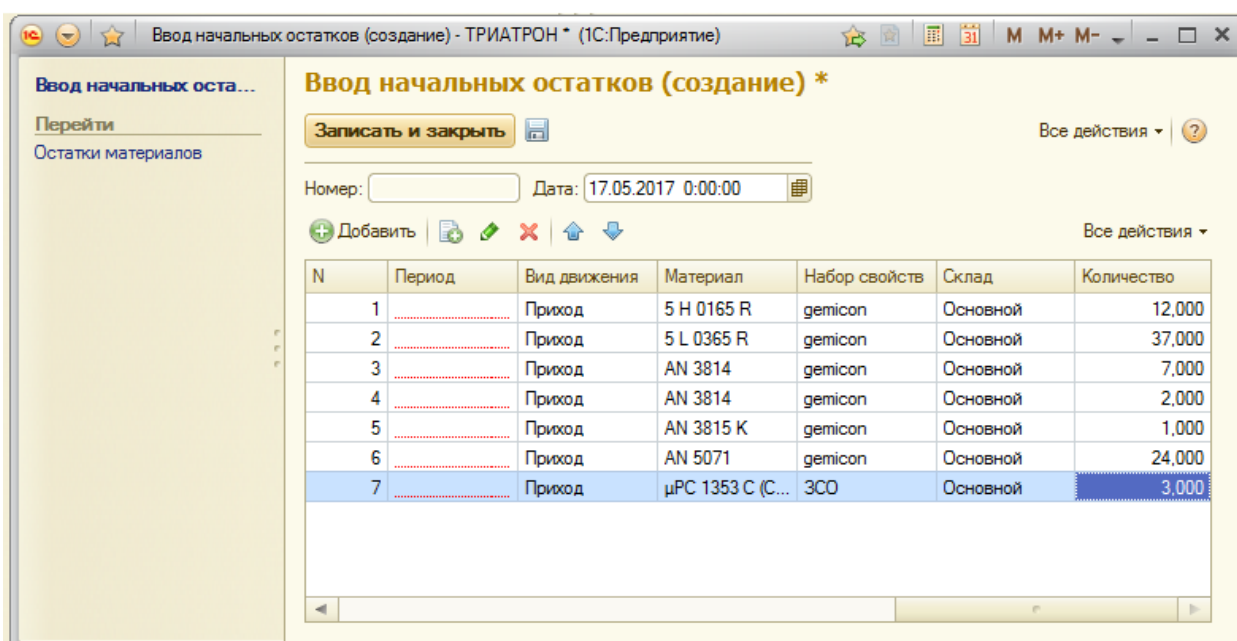 Ввод начальных остатков (создание) - ТРИАТРОН * (1С:Предприятие) 31 M M+ M-
Ввод начальных оста...
Перейти
Остатки материалов
Ввод начальных остатков (создание) *
Записать и закрыть Все действия
Номер: Дата: 17.05.2017 0:00:00
Добавить Все действия
N Период Вид движения Материал Набор свойств Склад Количество
1 Приход 5 H 0165 R gemicon Основной 12,000
2 Приход 5 L 0365 R gemicon Основной 37,000
3 Приход AN 3814 gemicon Основной 7,000
4 Приход AN 3814 gemicon Основной 2,000
5 Приход AN 3815 K gemicon Основной 1,000
6 Приход AN 5071 gemicon Основной 24,000
7 Приход µPC 1353 C (C... ЗСО Основной 3,000